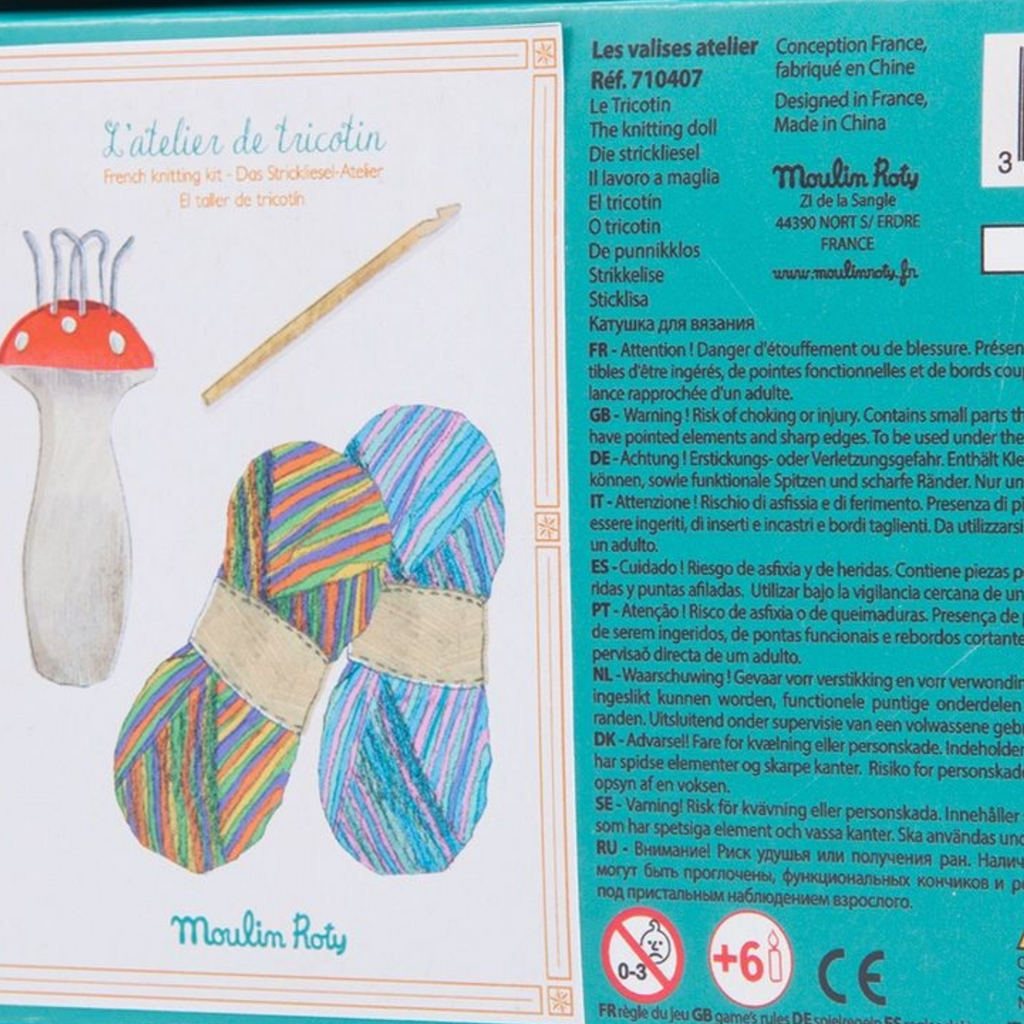 L'atelier de tricotin
French knitting kit - Das Strickliesel-Atelier
El taller de tricotín
Moulin Roty
Les valises atelier
Réf. 710407
Le Tricotin
The knitting doll
Die strickliesel
Il lavoro a maglia
El tricotín
O tricotin
De punnikklos
Strikkelise
Sticklisa
Катушка для вязания
Conception France,
fabriqué en Chine
Designed in France,
Made in China
Moulin Roty
ZI de la Sangle
44390 NORT S/ ERDRE
FRANCE
www.moulinroty.fr
3
FR - Attention ! Danger d'étouffement ou de blessure. Présen
tibles d'être ingérés, de pointes fonctionnelles et de bords cou
lance rapprochée d'un adulte.
GB - Warning ! Risk of choking or injury. Contains small parts th
have pointed elements and sharp edges. To be used under the
DE - Achtung ! Erstickungs- oder Verletzungsgefahr. Enthält Kle
können, sowie funktionale Spitzen und scharfe Ränder. Nur un
IT - Attenzione ! Rischio di asfissia e di ferimento. Presenza di pi
essere ingeriti, di inserti e incastri e bordi taglienti. Da utilizzarsi
un adulto.
ES - Cuidado ! Riesgo de asfixia y de heridas. Contiene piezas p
ridas y puntas afiladas. Utilizar bajo la vigilancia cercana de un
PT - Atenção ! Risco de asfixia o de queimaduras. Presença de
de serem ingeridos, de pontas funcionais e rebordos cortante
pervisaõ directa de um adulto.
NL - Waarschuwing ! Gevaar vorr verstikking en vorr verwondin
ingeslikt kunnen worden, functionele puntige onderdelen
randen. Uitsluitend onder supervisie van een volwassene geb
DK - Advarsel! Fare for kvælning eller personskade. Indeholder
har spidse elementer og skarpe kanter. Risiko for personskad
opsyn af en voksen.
SE - Varning! Risk för kvävning eller personskada. Innehåller
som har spetsiga element och vassa kanter. Ska användas und
RU - Внимание! Риск удушья или получения ран. Налич
могут быть проглочены, функциональных кончиков и р
под пристальным наблюдением взрослого.
0-3
+6
CE
FR règle du jeu GB game's rules DE spielregeln ES